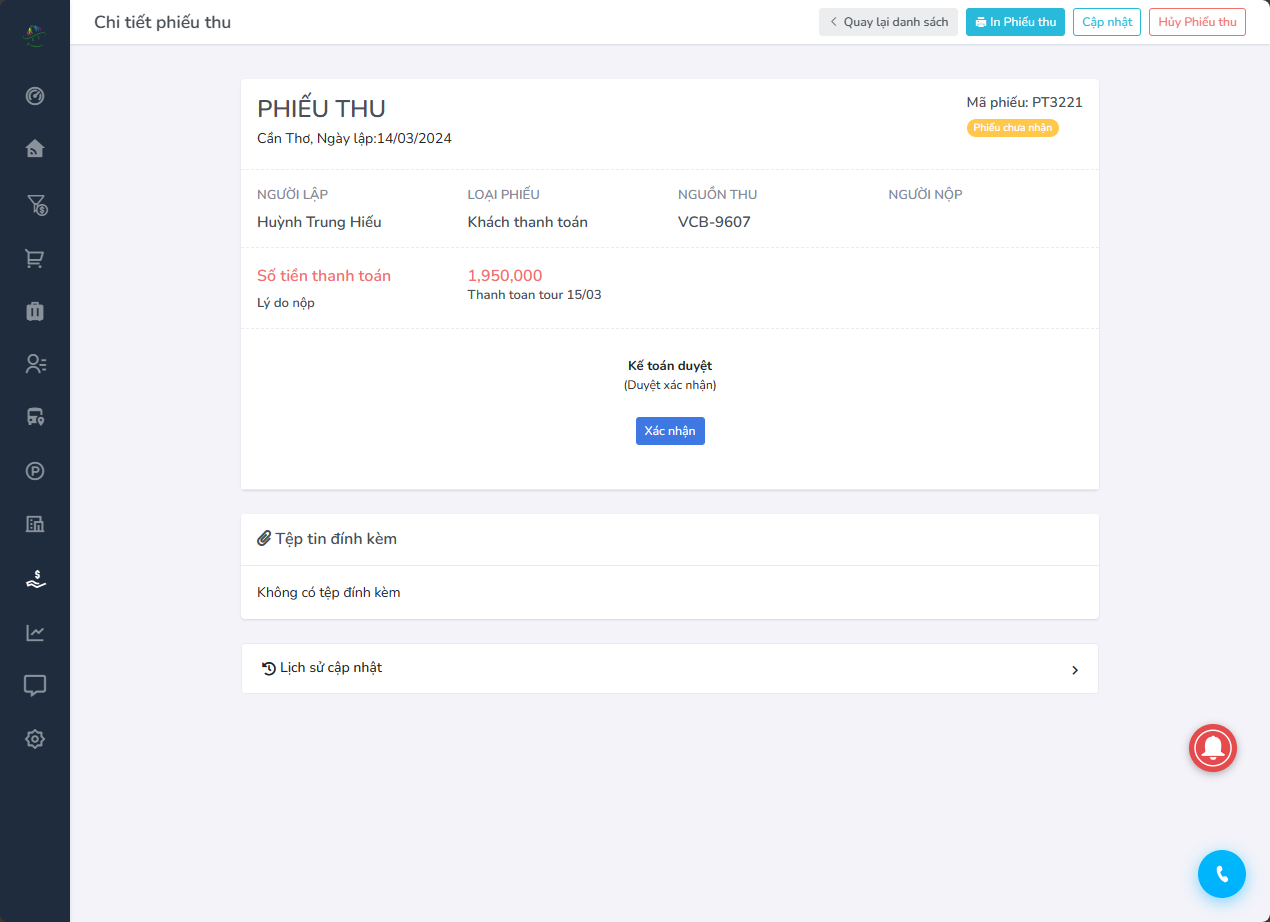 Chi tiết phiếu thu
Quay lại danh sách
In Phiếu thu
Cập nhật
Hủy Phiếu thu
PHIẾU THU
Cần Thơ, Ngày lập:14/03/2024
Mã phiếu: PT3221
Phiếu chưa nhận
NGƯỜI LẬP
Huỳnh Trung Hiếu
LOẠI PHIẾU
Khách thanh toán
NGUỒN THU
VCB-9607
NGƯỜI NỘP
Số tiền thanh toán
1,950,000
Lý do nộp
Thanh toan tour 15/03
Kế toán duyệt
(Duyệt xác nhận)
Xác nhận
Tệp tin đính kèm
Không có tệp đính kèm
Lịch sử cập nhật